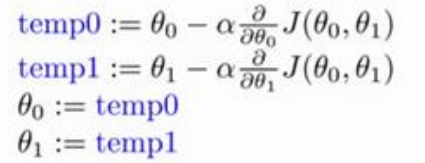 temp0 := θ₀ − α ∂/∂θ₀ J(θ₀, θ₁)
temp1 := θ₁ − α ∂/∂θ₁ J(θ₀, θ₁)
θ₀ := temp0
θ₁ := temp1